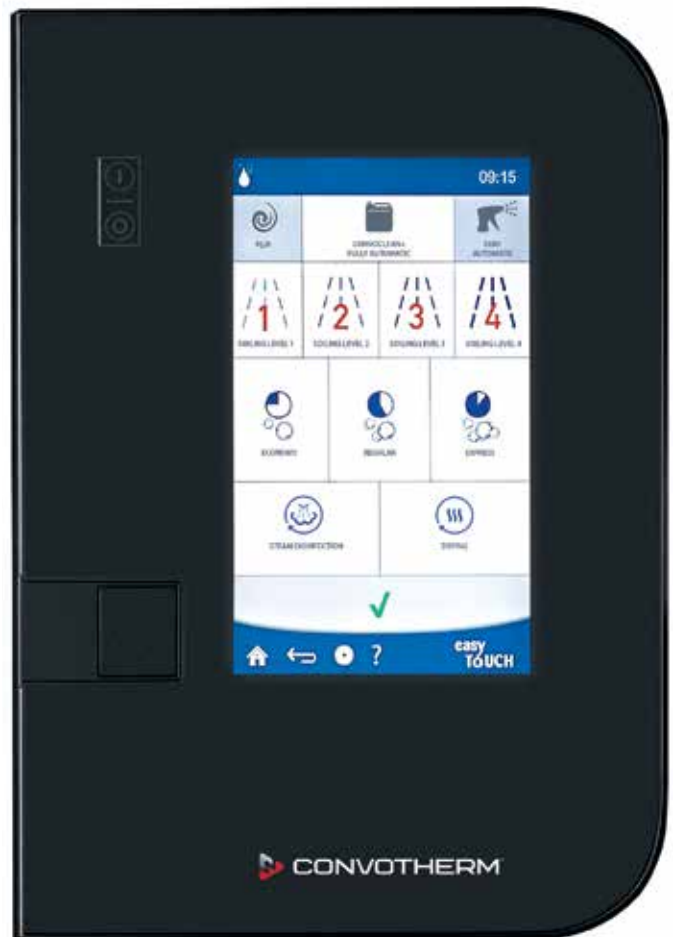 09:15
CONVOCLEAN+
FULLY AUTOMATIC
EASY
AUTOMATIC
1
2
3
4
SOILING LEVEL 1
SOILING LEVEL 2
SOILING LEVEL 3
SOILING LEVEL 4
ECONOMY
REGULAR
EXPRESS
STEAM DISINFECTION
DRYING
?
easy
TOUCH
CONVOTHERM